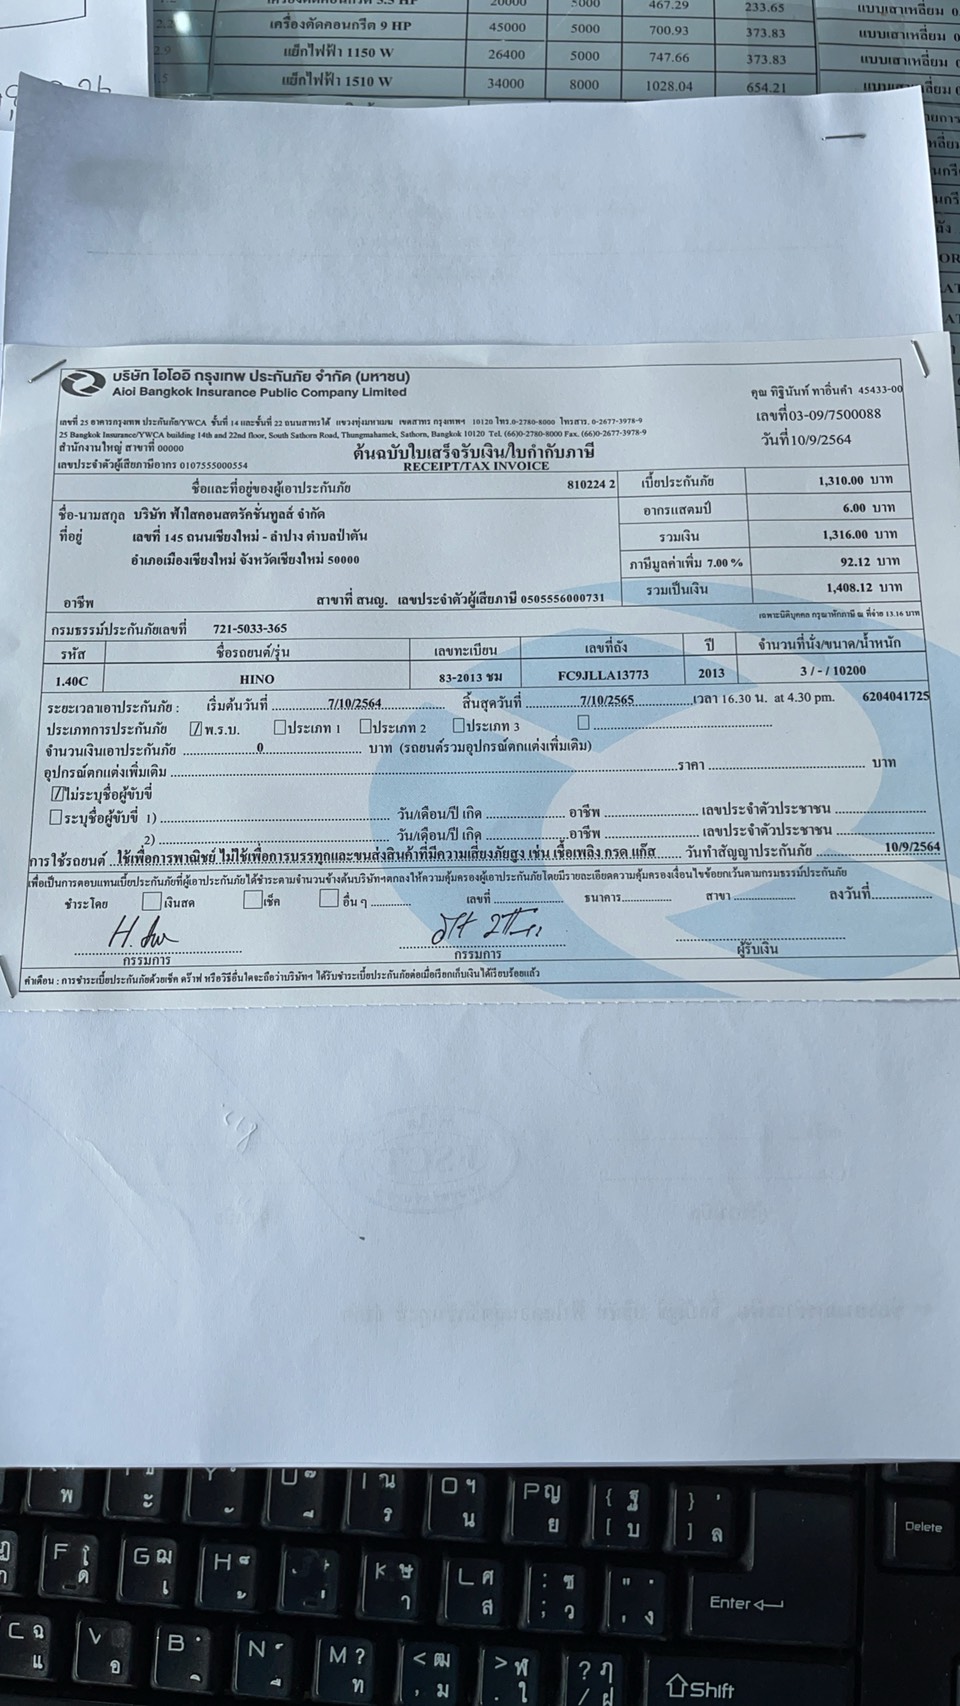 467.29 233.65
เครื่องตัดคอนกรีต 9 HP 45000 5000 700.93 373.83
แย็กไฟฟ้า 1150 W 26400 5000 747.66 373.83
แย็กไฟฟ้า 1510 W 34000 8000 1028.04 654.21
บริษัท ไอโออิ กรุงเทพ ประกันภัย จำกัด (มหาชน)
Aioi Bangkok Insurance Public Company Limited
คุณ ทิฐินันท์ ทาอินคำ 45433-00
เลขที่ 25 อาคารกรุงเทพ ประกันภัย/YWCA ชั้นที่ 14 และชั้นที่ 22 ถนนสาทรใต้ แขวงทุ่งมหาเมฆ เขตสาทร กรุงเทพฯ 10120 โทร.0-2780-8000 โทรสาร. 0-2677-3978-9
เลขที่03-09/7500088
25 Bangkok Insurance/YWCA building 14th and 22nd floor, South Sathorn Road, Thungmahamek, Sathorn, Bangkok 10120 Tel. (66)0-2780-8000 Fax. (66)0-2677-3978-9
สำนักงานใหญ่ สาขาที่ 00000
วันที่10/9/2564
ต้นฉบับใบเสร็จรับเงิน/ใบกำกับภาษี
เลขประจำตัวผู้เสียภาษีอากร 0107555000554
RECEIPT/TAX INVOICE
ชื่อและที่อยู่ของผู้เอาประกันภัย 810224 2 เบี้ยประกันภัย 1,310.00 บาท
ชื่อ-นามสกุล บริษัท ฟ้าใสคอนสตรัคชั่นทูลส์ จำกัด อากรแสตมป์ 6.00 บาท
ที่อยู่ เลขที่ 145 ถนนเชียงใหม่ - ลำปาง ตำบลป่าตัน รวมเงิน 1,316.00 บาท
อำเภอเมืองเชียงใหม่ จังหวัดเชียงใหม่ 50000 ภาษีมูลค่าเพิ่ม 7.00 % 92.12 บาท
อาชีพ สาขาที่ สนญ. เลขประจำตัวผู้เสียภาษี 0505556000731 รวมเป็นเงิน 1,408.12 บาท
เฉพาะนิติบุคคล กรุณาหักภาษี ณ ที่จ่าย 13.16 บาท
กรมธรรม์ประกันภัยเลขที่ 721-5033-365
รหัส ชื่อรถยนต์/รุ่น เลขทะเบียน เลขที่ถัง ปี จำนวนที่นั่ง/ขนาด/น้ำหนัก
1.40C HINO 83-2013 ชม FC9JLLA13773 2013 3 / - / 10200
ระยะเวลาเอาประกันภัย : เริ่มต้นวันที่ 7/10/2564 สิ้นสุดวันที่ 7/10/2565 เวลา 16.30 น. at 4.30 pm. 6204041725
ประเภทการประกันภัย พ.ร.บ. ประเภท 1 ประเภท 2 ประเภท 3
จำนวนเงินเอาประกันภัย 0 บาท (รถยนต์รวมอุปกรณ์ตกแต่งเพิ่มเติม)
อุปกรณ์ตกแต่งเพิ่มเติม ราคา บาท
ไม่ระบุชื่อผู้ขับขี่
ระบุชื่อผู้ขับขี่ 1) วัน/เดือน/ปี เกิด อาชีพ เลขประจำตัวประชาชน
2) วัน/เดือน/ปี เกิด อาชีพ เลขประจำตัวประชาชน
การใช้รถยนต์ ใช้เพื่อการพาณิชย์ ไม่ใช้เพื่อการบรรทุกและขนส่งสินค้าที่มีความเสี่ยงภัยสูง เช่น เชื้อเพลิง กรด แก๊ส วันทำสัญญาประกันภัย 10/9/2564
เพื่อเป็นการตอบแทนเบี้ยประกันภัยที่ผู้เอาประกันภัยได้ชำระตามจำนวนข้างต้นบริษัทฯตกลงให้ความคุ้มครองผู้เอาประกันภัยโดยมีรายละเอียดความคุ้มครองเงื่อนไขข้อยกเว้นตามกรมธรรม์ประกันภัย
ชำระโดย เงินสด เช็ค อื่น ๆ เลขที่ ธนาคาร สาขา ลงวันที่
กรรมการ กรรมการ ผู้รับเงิน
คำเตือน : การชำระเบี้ยประกันภัยด้วยเช็ค ดร๊าฟ หรือวิธีอื่นใดจะถือว่าบริษัทฯ ได้รับชำระเบี้ยประกันภัยต่อเมื่อเรียกเก็บเงินได้เรียบร้อยแล้ว
Delete
Enter
Shift